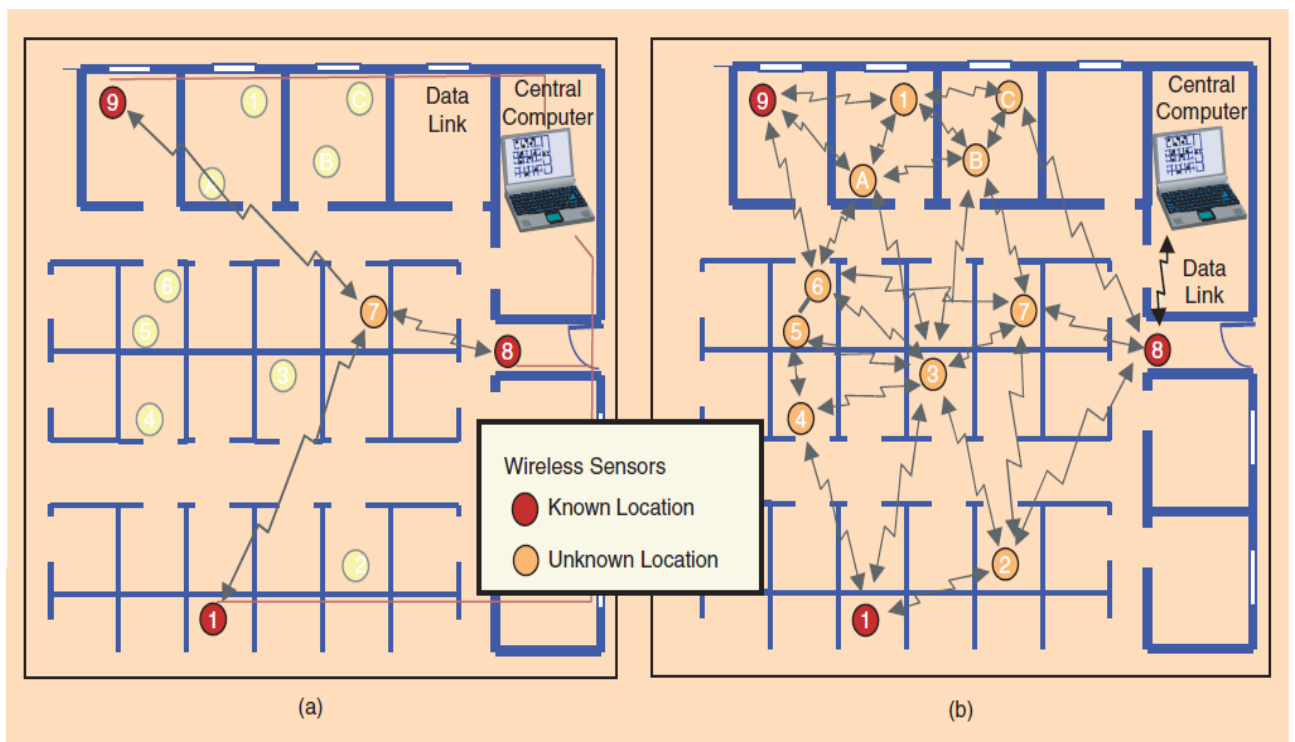 9
1
C
Data
Link
Central
Computer
B
A
6
5
7
8
3
4
2
1
(a)
9
1
C
Central
Computer
B
A
6
7
Data
Link
5
8
3
4
2
1
(b)
Wireless Sensors
Known Location
Unknown Location